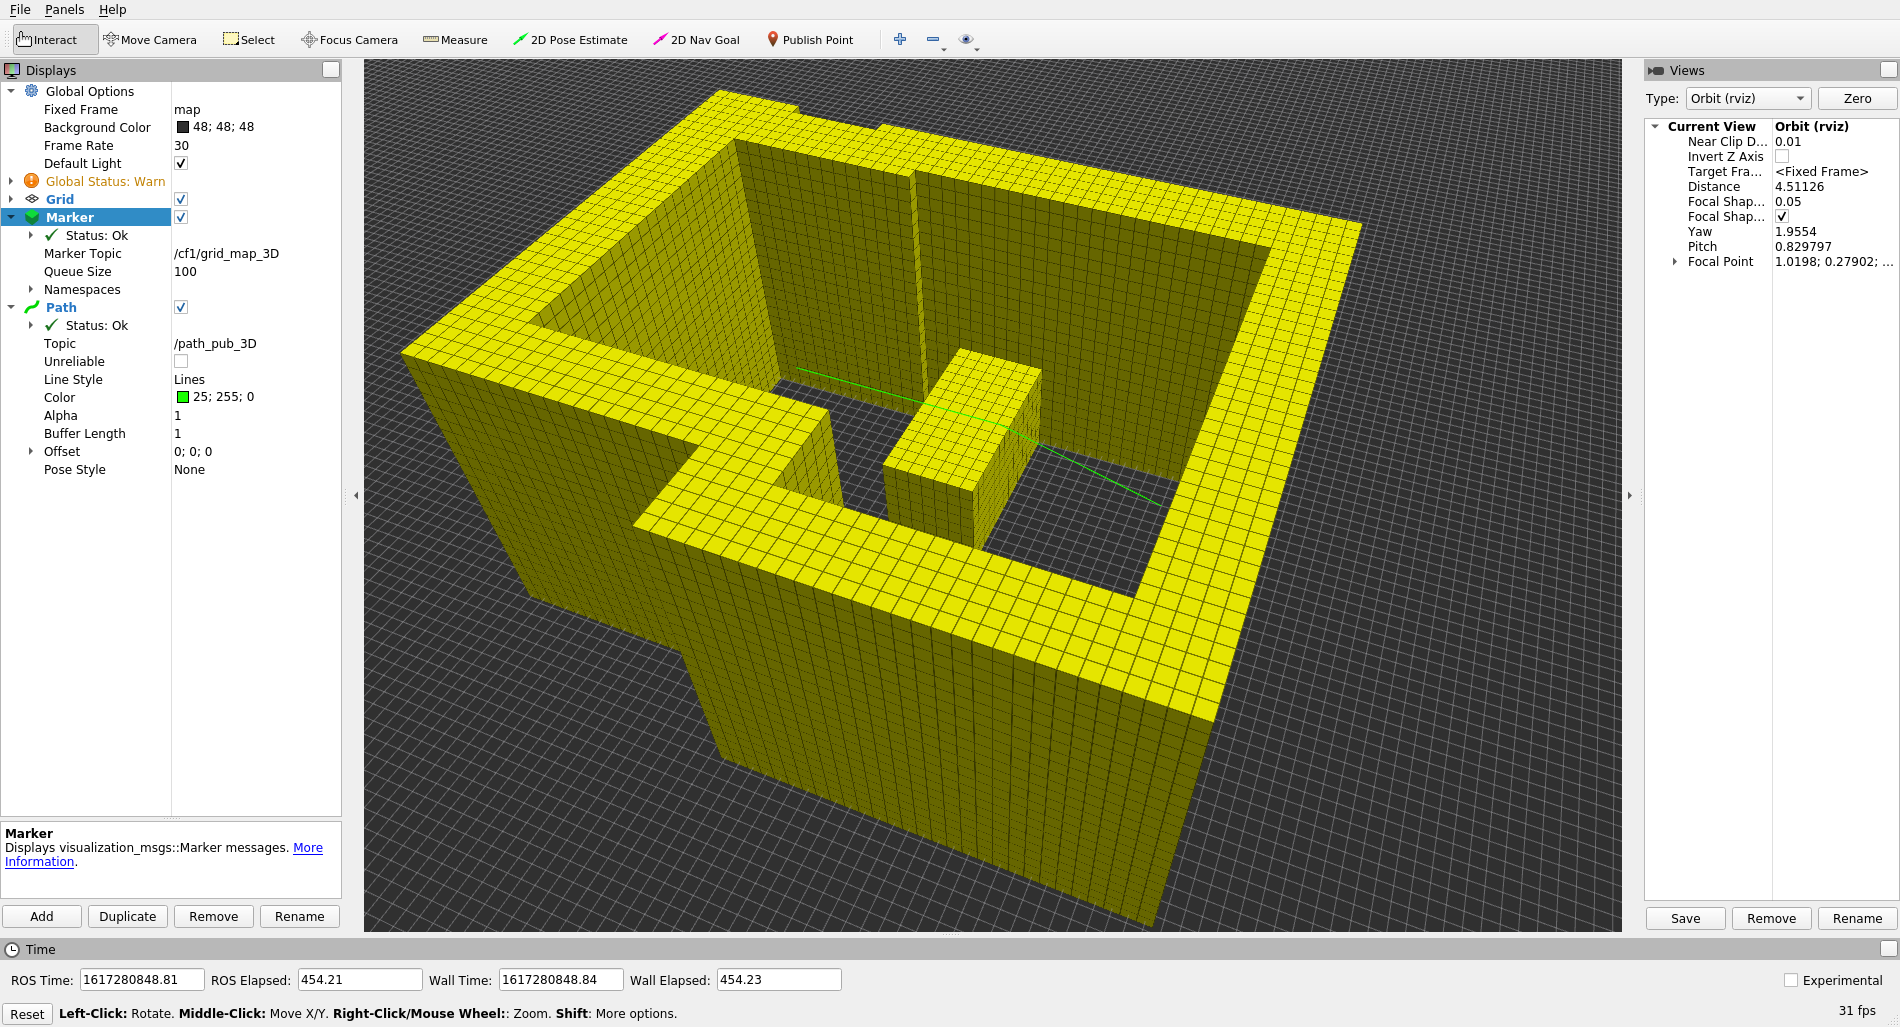 File Panels Help
Interact Move Camera Select Focus Camera Measure 2D Pose Estimate 2D Nav Goal Publish Point
Displays
Global Options
Fixed Frame map
Background Color 48; 48; 48
Frame Rate 30
Default Light
Global Status: Warn
Grid
Marker
Status: Ok
Marker Topic /cf1/grid_map_3D
Queue Size 100
Namespaces
Path
Status: Ok
Topic /path_pub_3D
Unreliable
Line Style Lines
Color 25; 255; 0
Alpha 1
Buffer Length 1
Offset 0; 0; 0
Pose Style None
Marker
Displays visualization_msgs::Marker messages. More
Information.
Add Duplicate Remove Rename
Views
Type: Orbit (rviz) Zero
Current View Orbit (rviz)
Near Clip D... 0.01
Invert Z Axis
Target Fra... <Fixed Frame>
Distance 4.51126
Focal Shap... 0.05
Focal Shap...
Yaw 1.9554
Pitch 0.829797
Focal Point 1.0198; 0.27902; ...
Save Remove Rename
Time
ROS Time: 1617280848.81 ROS Elapsed: 454.21 Wall Time: 1617280848.84 Wall Elapsed: 454.23 Experimental
Reset Left-Click: Rotate. Middle-Click: Move X/Y. Right-Click/Mouse Wheel:: Zoom. Shift: More options. 31 fps